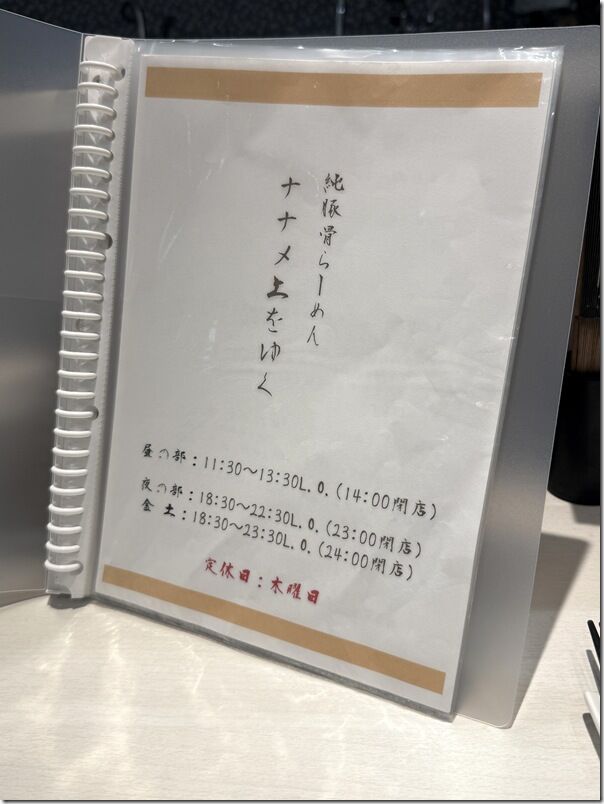 純豚骨らーめん
ナナメ上をゆく
昼の部：11:30～13:30L.O.(14:00閉店)
夜の部：18:30～22:30L.O.(23:00閉店)
金土：18:30～23:30L.O.(24:00閉店)
定休日：木曜日